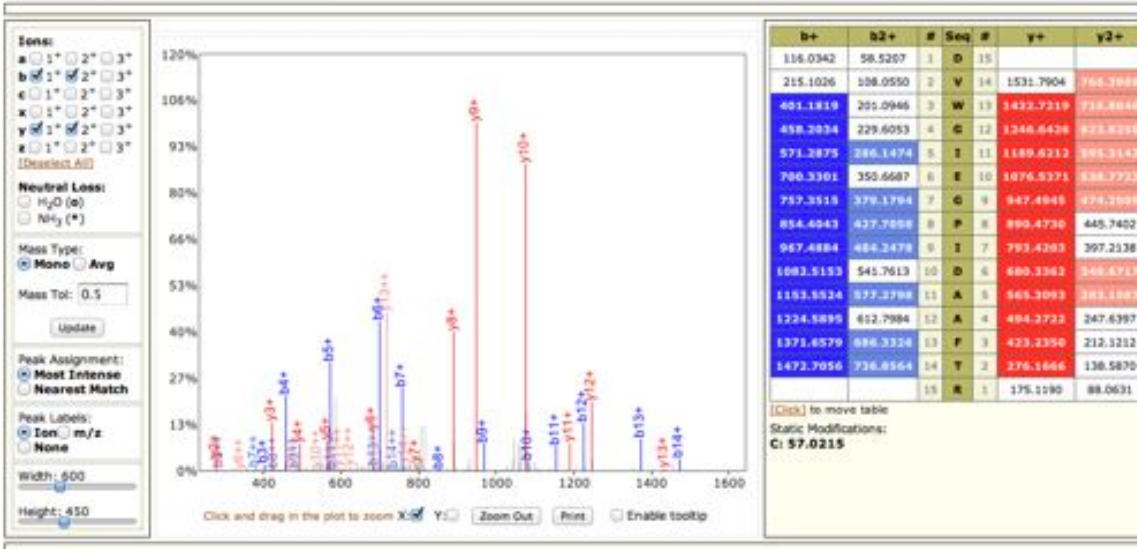 Ions:
a 1+ 2+ 3+
b 1+ 2+ 3+
c 1+ 2+ 3+
x 1+ 2+ 3+
y 1+ 2+ 3+
z 1+ 2+ 3+
[Deselect All]
Neutral Loss:
H2O (o)
NH3 (*)
Mass Type:
Mono Avg
Mass Tol: 0.5
Update
Peak Assignment:
Most Intense
Nearest Match
Peak Labels:
Ion m/z
None
Width: 600
Height: 450
120%
106%
93%
80%
66%
53%
40%
27%
13%
0%
y9+
y10+
b6+
y13++
y8+
b5+
b7+
b4+
y3+
y12+
b12+
b13+
y4+
b9+
b11+
y11+
b14+
y13+
b3+
b8+
b10+
y7+
400 600 800 1000 1200 1400 1600
Click and drag in the plot to zoom X: Y: Zoom Out Print Enable tooltip
b+ b2+ # Seq # y+ y2+
116.0342 58.5207 1 D 15
215.1026 108.0550 2 V 14 1531.7904
401.1819 201.0946 3 W 13 1432.7219
458.2034 229.6053 4 G 12 1246.6426
571.2875 286.1474 5 I 11 1189.6212
700.3301 350.6687 6 E 10 1076.5371
757.3515 379.1794 7 G 9 947.4945
854.4043 427.7058 8 P 8 890.4730 445.7402
967.4884 484.2478 9 I 7 793.4203 397.2138
1082.5153 541.7613 10 D 6 680.3362
1153.5524 577.2798 11 A 5 565.3093
1224.5895 612.7984 12 A 4 494.2722 247.6397
1371.6579 686.3326 13 F 3 423.2350 212.1212
1472.7056 736.8564 14 T 2 276.1666 138.5870
15 R 1 175.1190 88.0631
[Click] to move table
Static Modifications:
C: 57.0215